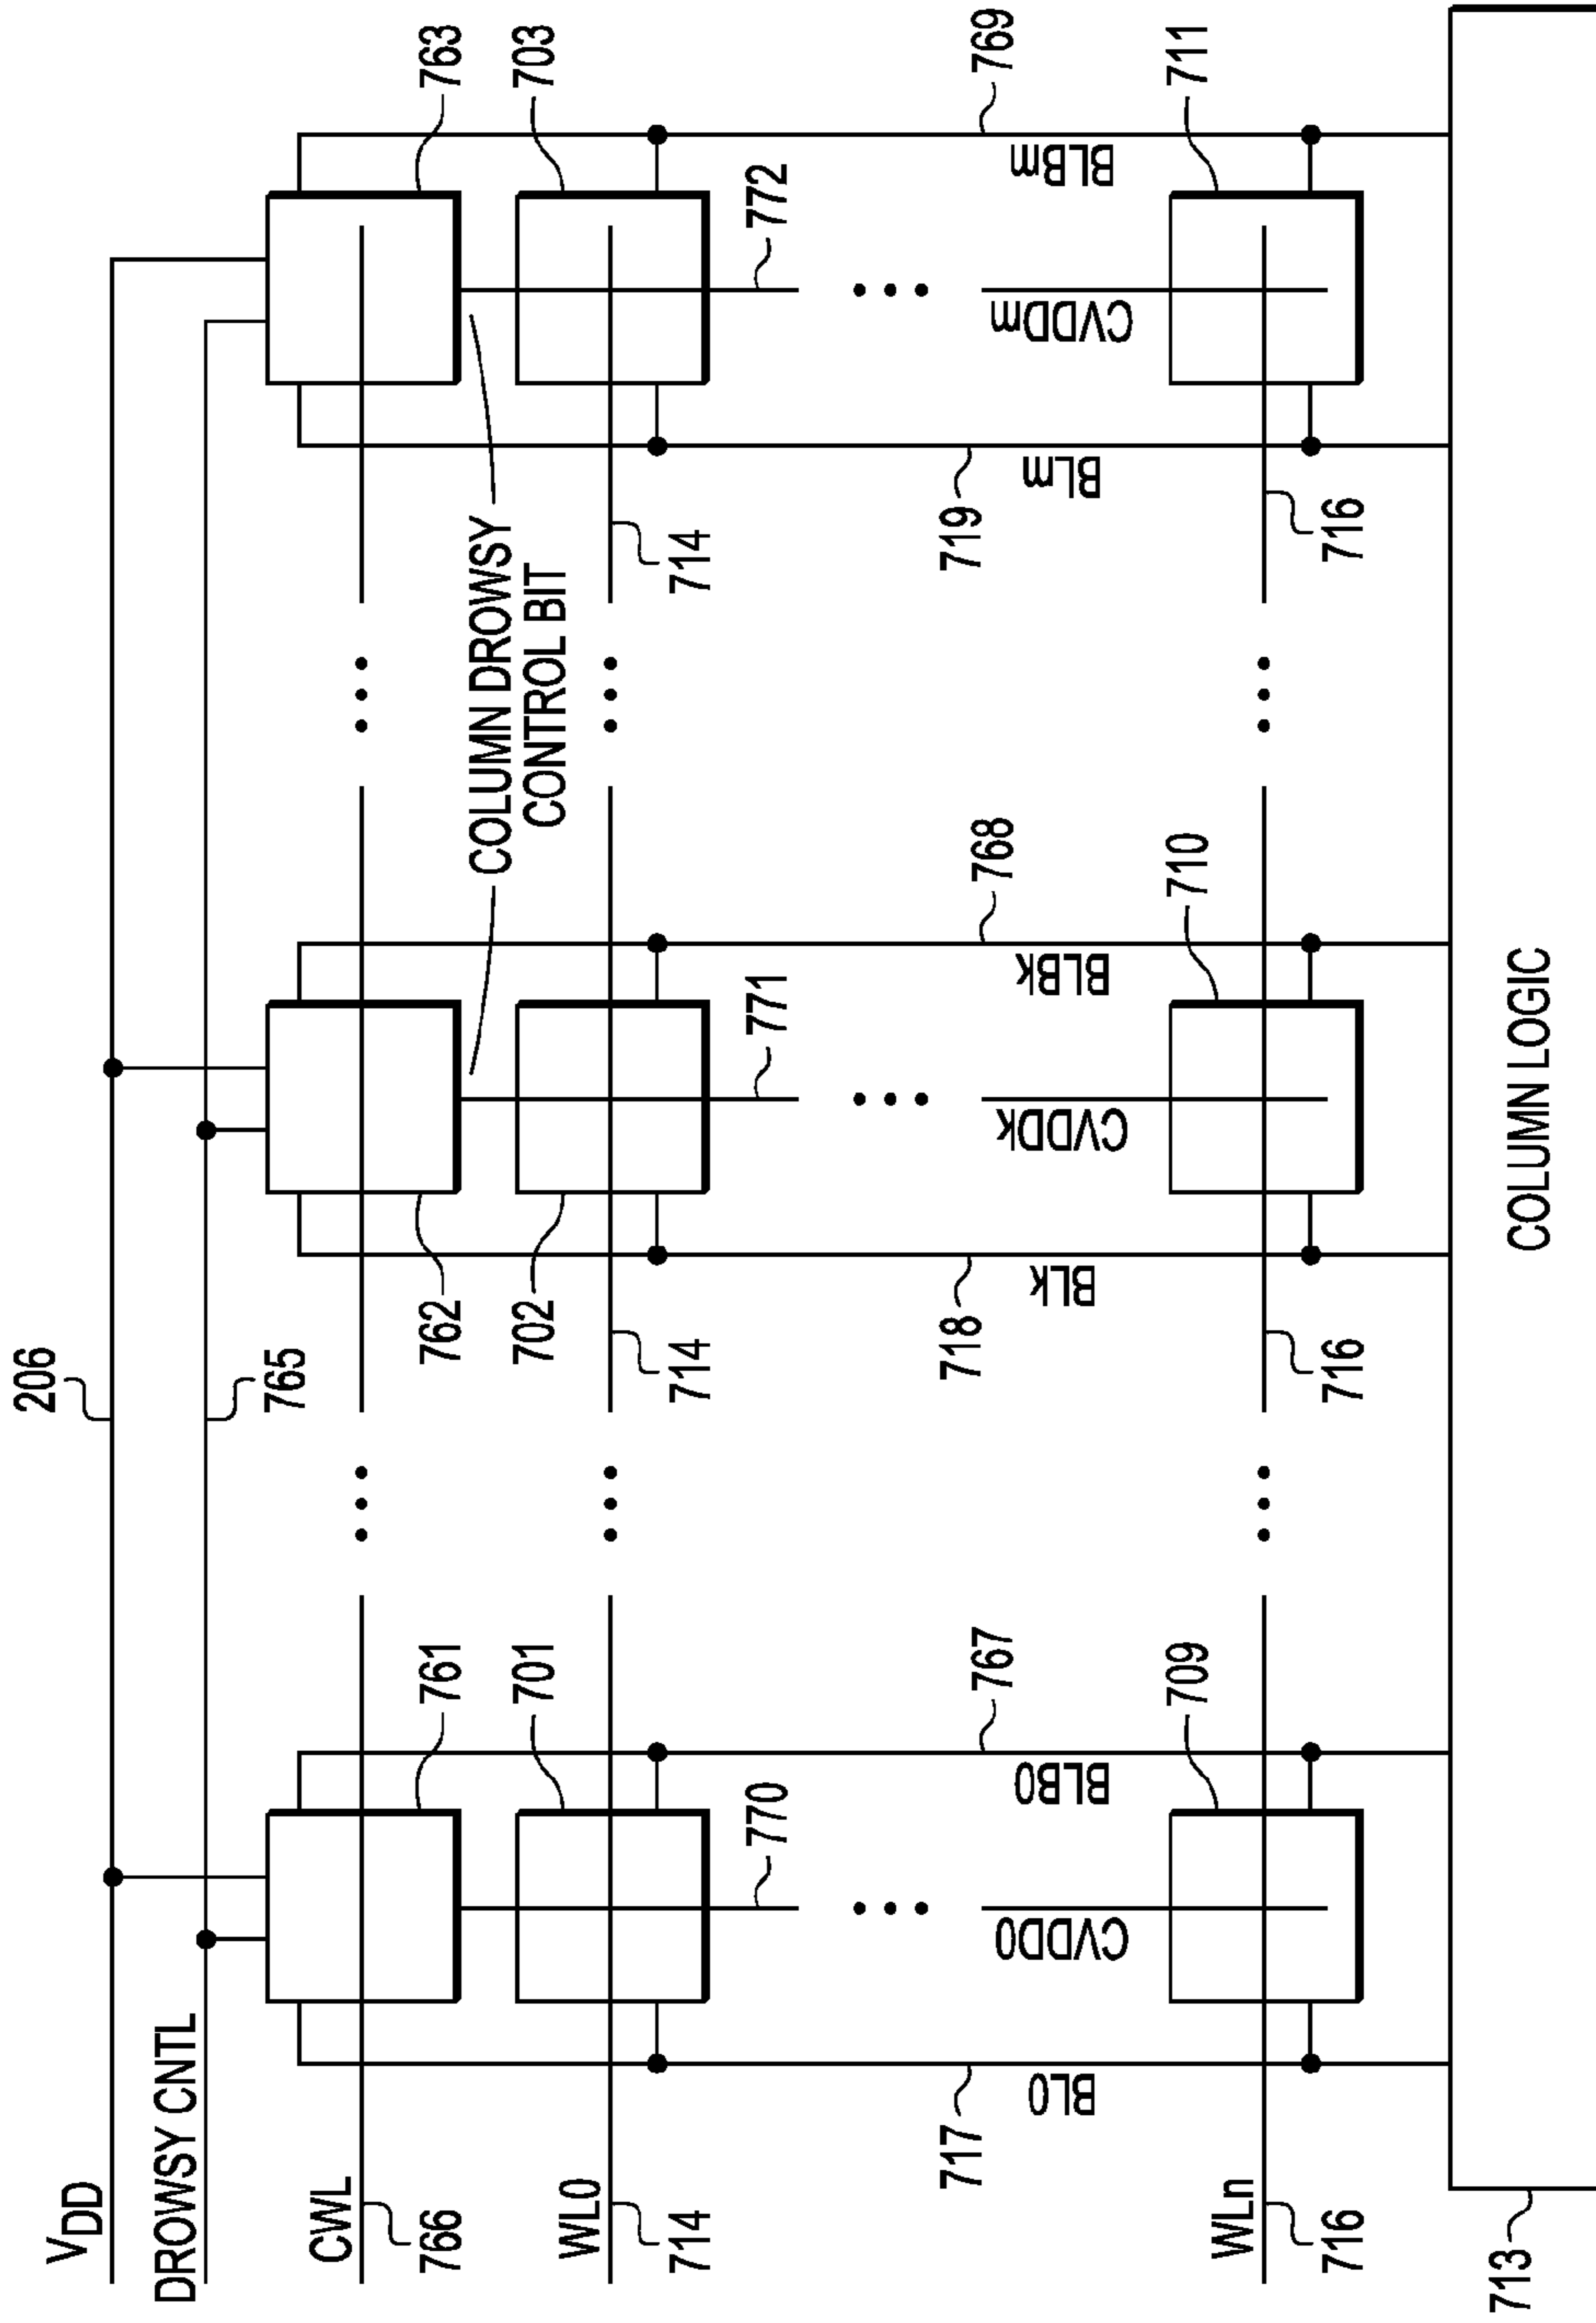 206
V_DD
765
DROWSY CNTL
CWL
766
761
762
763
COLUMN DROWSY
CONTROL BIT
WL0
714
701
714
702
714
703
770
771
772
717
BL0
CVDD0
BLB0
767
718
BLk
CVDDk
BLBk
768
719
BLm
CVDDm
BLBm
769
WLn
716
709
716
710
716
711
713
COLUMN LOGIC